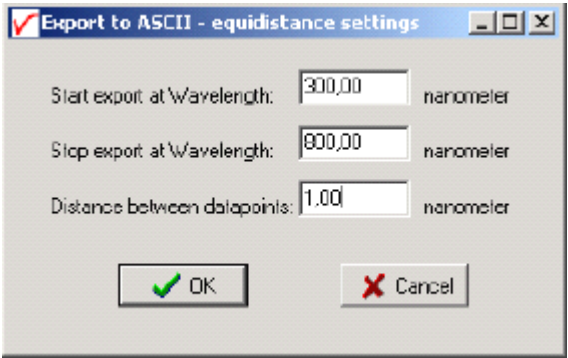 Export to ASCII - equidistance settings
Start export at Wavelength: 300,00 nanometer
Stop export at Wavelength: 800,00 nanometer
Distance between datapoints: 1,00 nanometer
OK Cancel